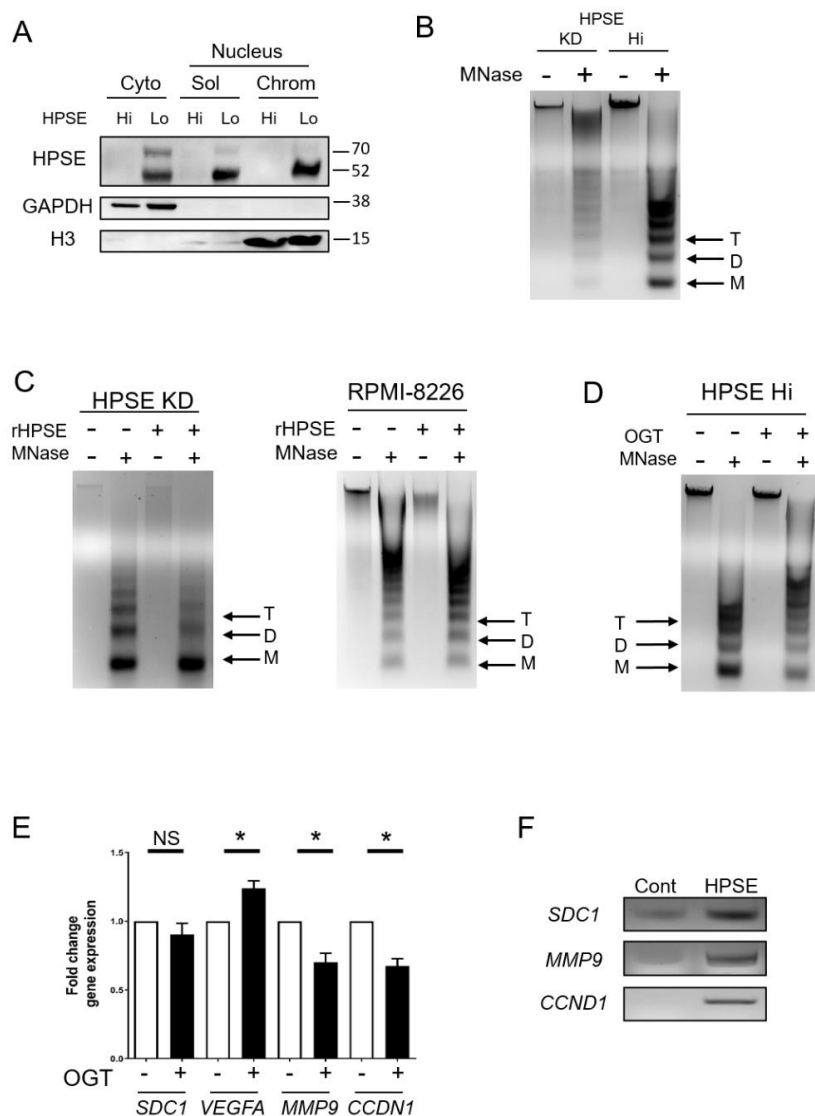 A
Nucleus
Cyto Sol Chrom
HPSE Hi Lo Hi Lo Hi Lo
HPSE
70
52
GAPDH
38
H3
15
B
HPSE
KD Hi
MNase - + - +
T
D
M
C
HPSE KD
rHPSE - - + +
MNase - + - +
T
D
M
RPMI-8226
rHPSE - - + +
MNase - + - +
T
D
M
D
HPSE Hi
OGT - - + +
MNase - + - +
T
D
M
E
NS * * *
Fold change
gene expression
1.5
1.0
0.5
0.0
OGT - + - + - + - +
SDC1 VEGFA MMP9 CCDN1
F
Cont HPSE
SDC1
MMP9
CCND1